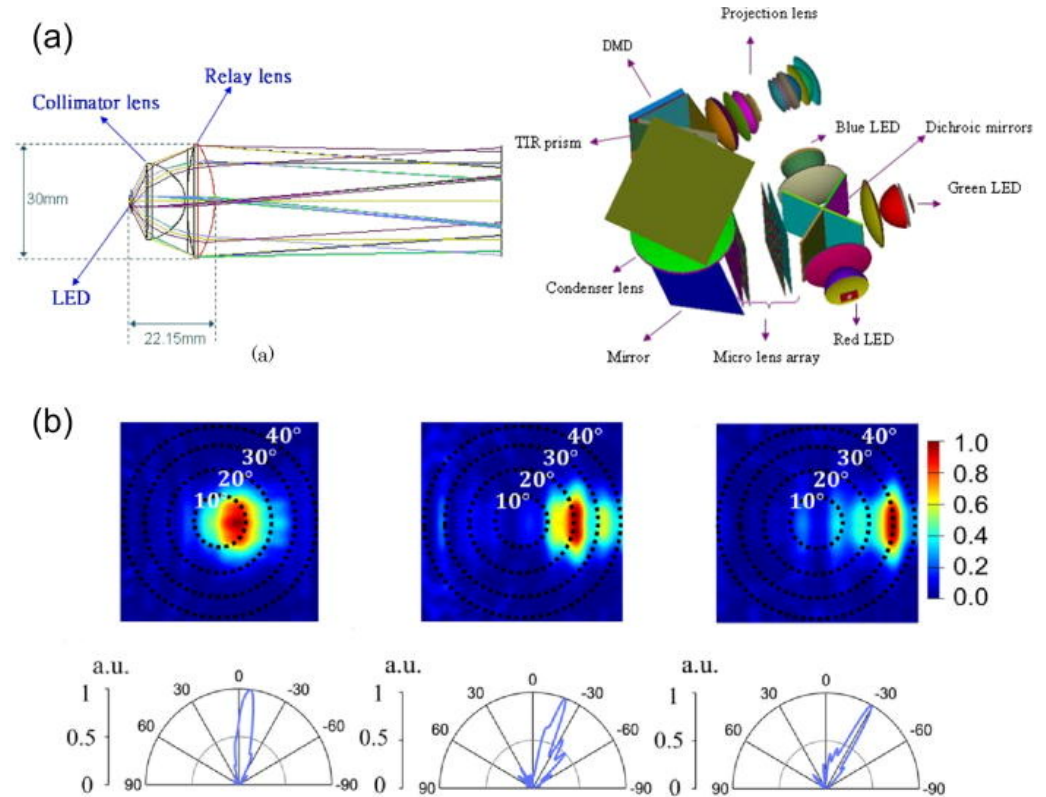 (a)
Relay lens
Collimator lens
30mm
LED
22.15mm
(a)
Projection lens
DMD
TIR prism
Blue LED
Dichroic mirrors
Green LED
Condenser lens
Mirror
Micro lens array
Red LED
(b)
40°
30°
20°
10°
40°
30°
20°
10°
40°
30°
20°
10°
1.0
0.8
0.6
0.4
0.2
0.0
a.u.
1
0.5
0
90
60
30
0
-30
-60
-90
a.u.
1
0.5
0
90
60
30
0
-30
-60
-90
a.u.
1
0.5
0
90
60
30
0
-30
-60
-90